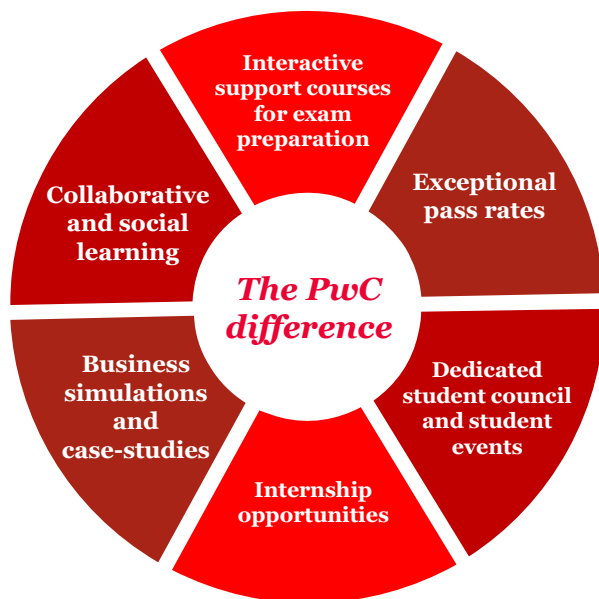 Interactive
support courses
for exam
preparation
Exceptional
pass rates
Dedicated
student council
and student
events
Internship
opportunities
Business
simulations
and
case-studies
Collaborative
and social
learning
The PwC
difference